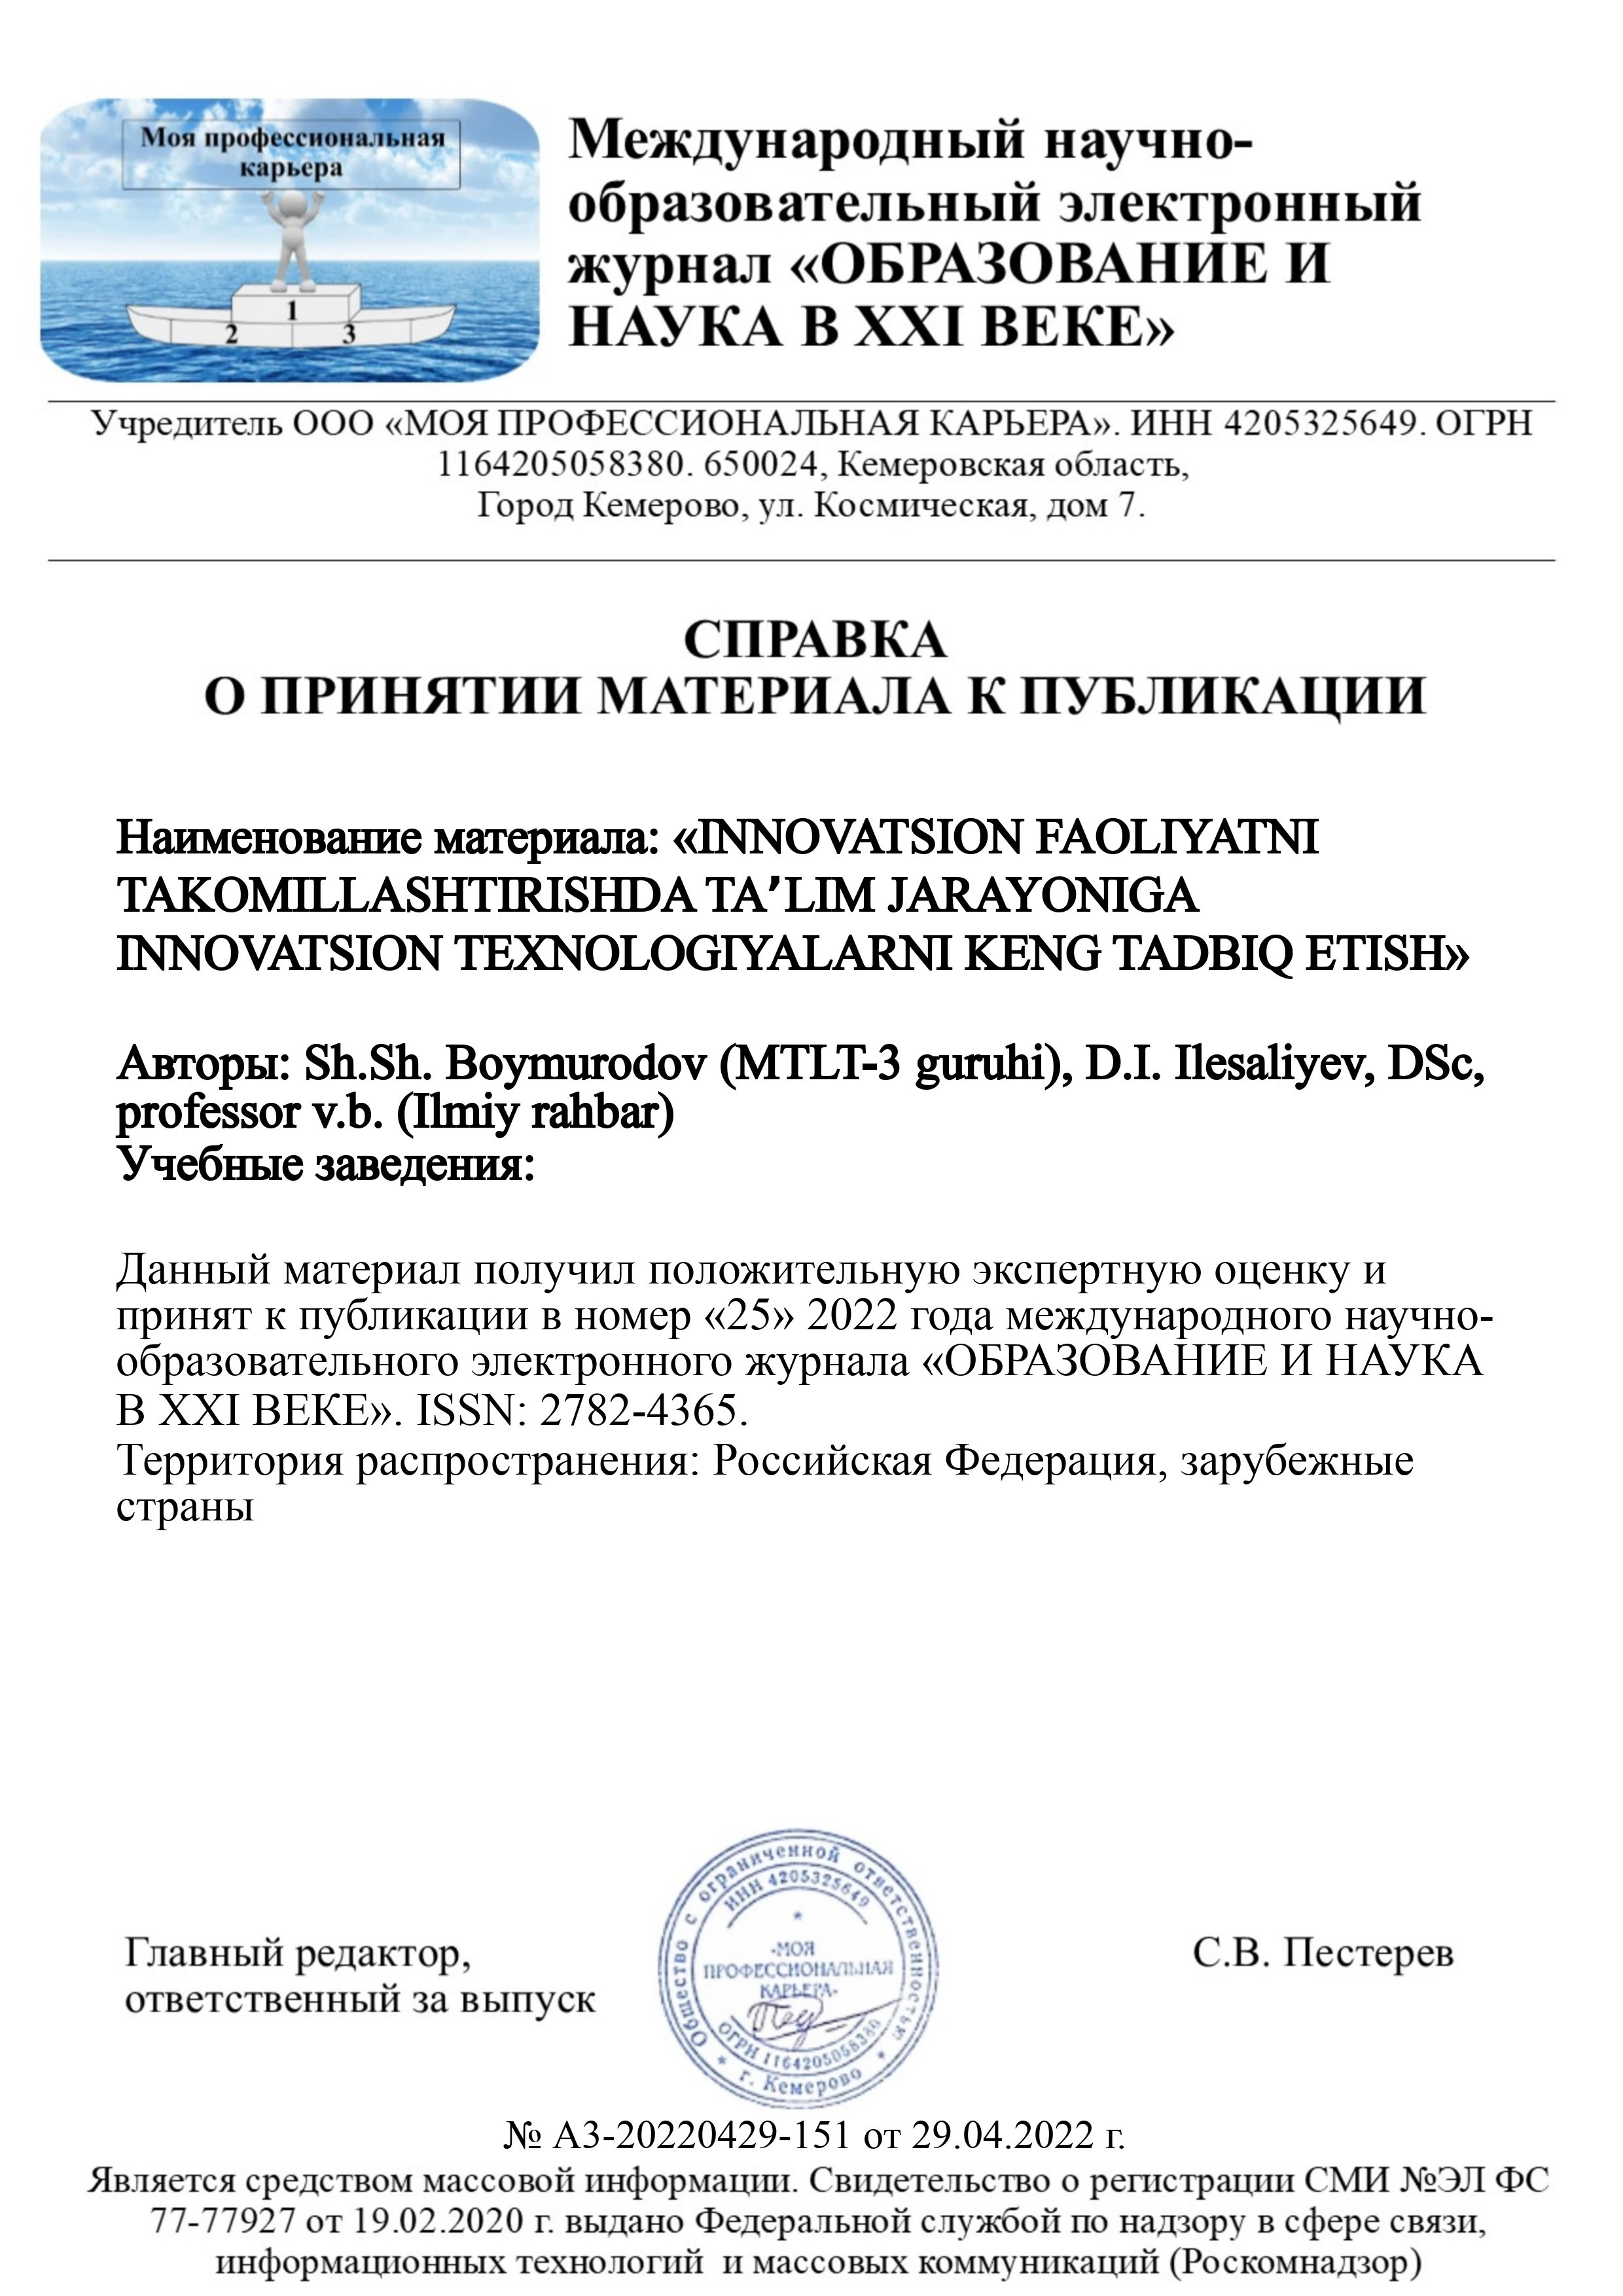 Моя профессиональная
карьера
1
2
3
Международный научно-
образовательный электронный
журнал «ОБРАЗОВАНИЕ И
НАУКА В XXI ВЕКЕ»
Учредитель ООО «МОЯ ПРОФЕССИОНАЛЬНАЯ КАРЬЕРА». ИНН 4205325649. ОГРН
1164205058380. 650024, Кемеровская область,
Город Кемерово, ул. Космическая, дом 7.
СПРАВКА
О ПРИНЯТИИ МАТЕРИАЛА К ПУБЛИКАЦИИ
Наименование материала: «INNOVATSION FAOLIYATNI
TAKOMILLASHTIRISHDA TA’LIM JARAYONIGA
INNOVATSION TEXNOLOGIYALARNI KENG TADBIQ ETISH»
Авторы: Sh.Sh. Boymurodov (MTLT-3 guruhi), D.I. Ilesaliyev, DSc,
professor v.b. (Ilmiy rahbar)
Учебные заведения:
Данный материал получил положительную экспертную оценку и
принят к публикации в номер «25» 2022 года международного научно-
образовательного электронного журнала «ОБРАЗОВАНИЕ И НАУКА
В XXI ВЕКЕ». ISSN: 2782-4365.
Территория распространения: Российская Федерация, зарубежные
страны
Главный редактор,
ответственный за выпуск
Общество с ограниченной ответственностью
ИНН 4205325649
«МОЯ
ПРОФЕССИОНАЛЬНАЯ
КАРЬЕРА»
ОГРН 1164205058380
* г. Кемерово *
С.В. Пестерев
№ А3-20220429-151 от 29.04.2022 г.
Является средством массовой информации. Свидетельство о регистрации СМИ №ЭЛ ФС
77-77927 от 19.02.2020 г. выдано Федеральной службой по надзору в сфере связи,
информационных технологий и массовых коммуникаций (Роскомнадзор)